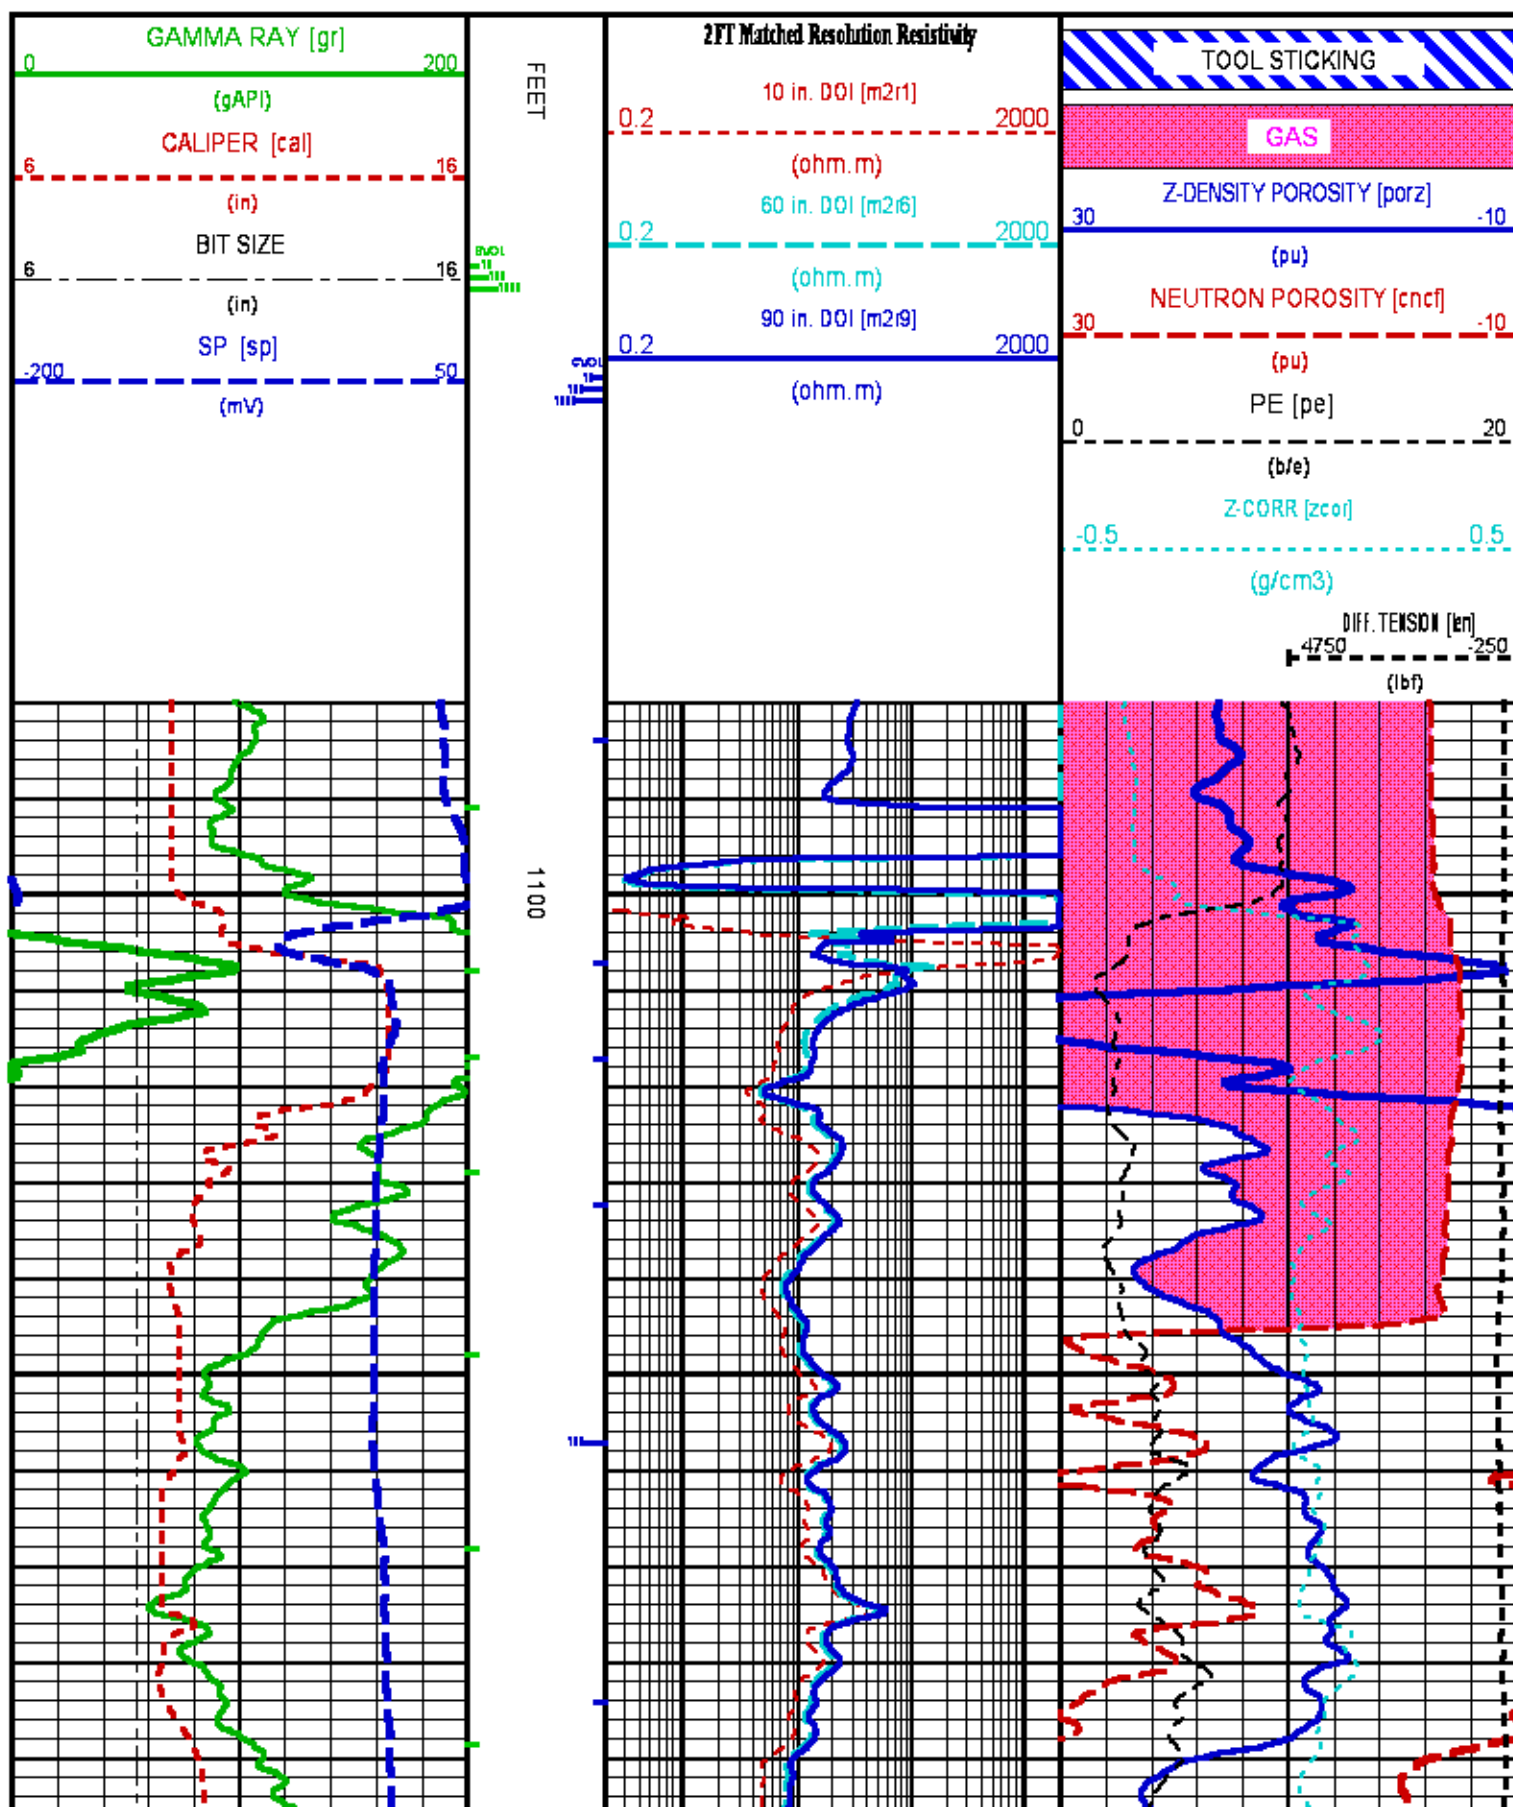 GAMMA RAY [gr]
0 200
(gAPI)
CALIPER [cal]
6 16
(in)
BIT SIZE
6 16
(in)
SP [sp]
-200 50
(mV)
FEET
BVOL
2FT Matched Resolution Resistivity
10 in. DOI [m2r1]
0.2 2000
(ohm.m)
60 in. DOI [m2r6]
0.2 2000
(ohm.m)
90 in. DOI [m2r9]
0.2 2000
(ohm.m)
TOOL STICKING
GAS
Z-DENSITY POROSITY [porz]
30 -10
(pu)
NEUTRON POROSITY [cncf]
30 -10
(pu)
PE [pe]
0 20
(b/e)
Z-CORR [zcor]
-0.5 0.5
(g/cm3)
DIFF. TENSION [ten]
4750 -250
(lbf)
1100